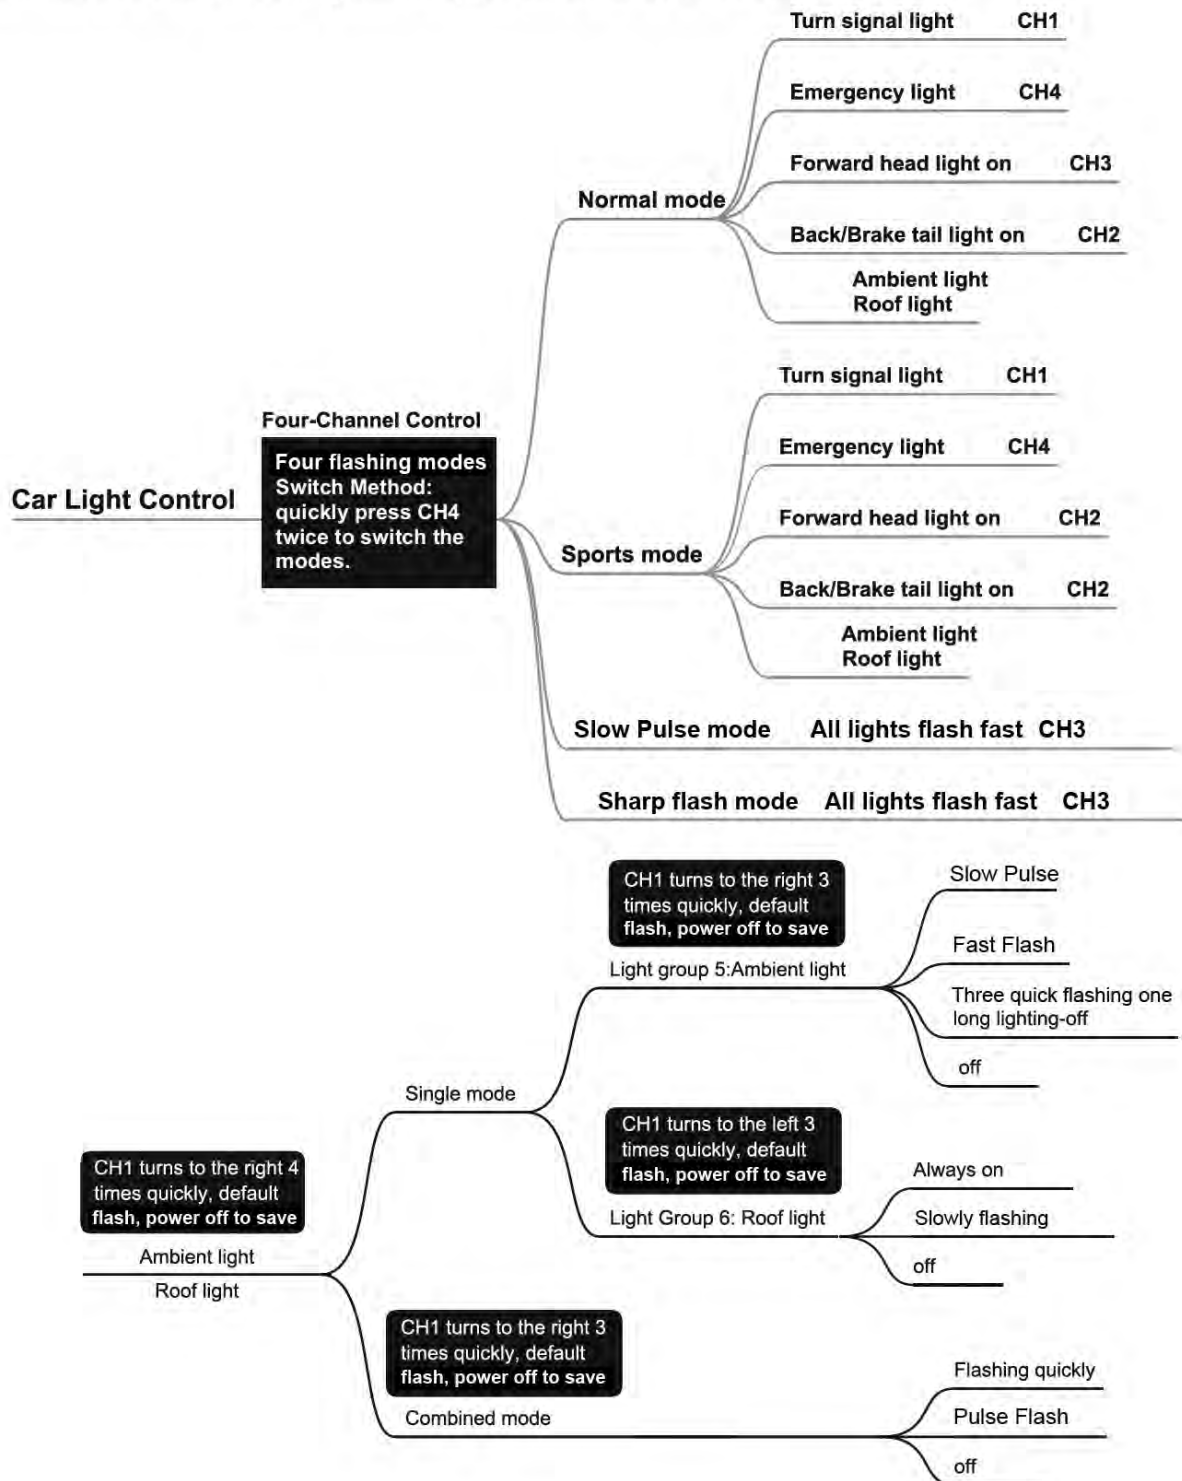 Turn signal light CH1
Emergency light CH4
Forward head light on CH3
Normal mode
Back/Brake tail light on CH2
Ambient light
Roof light
Turn signal light CH1
Four-Channel Control
Four flashing modes
Switch Method:
quickly press CH4
twice to switch the
modes.
Car Light Control
Emergency light CH4
Forward head light on CH2
Sports mode
Back/Brake tail light on CH2
Ambient light
Roof light
Slow Pulse mode All lights flash fast CH3
Sharp flash mode All lights flash fast CH3
CH1 turns to the right 3
times quickly, default
flash, power off to save
Light group 5:Ambient light
Slow Pulse
Fast Flash
Three quick flashing one
long lighting-off
off
Single mode
CH1 turns to the left 3
times quickly, default
flash, power off to save
Light Group 6: Roof light
Always on
Slowly flashing
off
CH1 turns to the right 4
times quickly, default
flash, power off to save
Ambient light
Roof light
CH1 turns to the right 3
times quickly, default
flash, power off to save
Combined mode
Flashing quickly
Pulse Flash
off